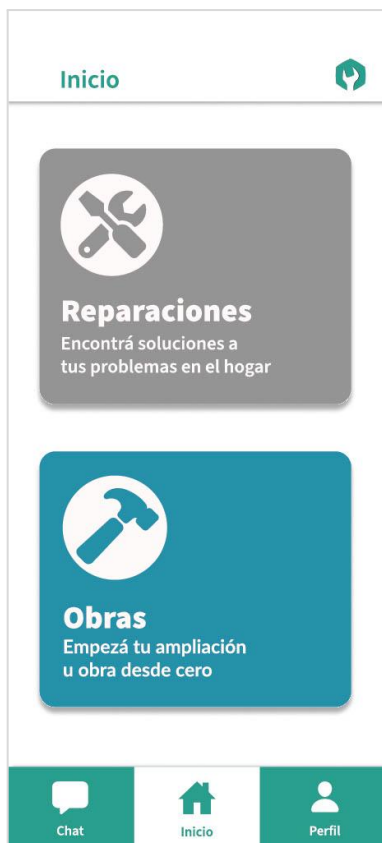 Inicio
Reparaciones
Encontrá soluciones a
tus problemas en el hogar
Obras
Empezá tu ampliación
u obra desde cero
Chat
Inicio
Perfil